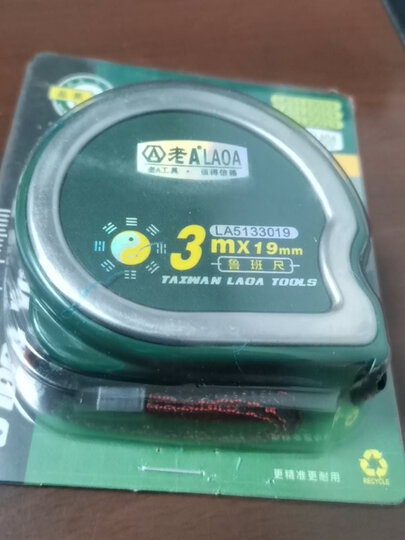 老A LAOA
老A工具·值得信赖
LA5133019
3mX19mm
鲁班尺
TAIWAN LAOA TOOLS
更精准更耐用